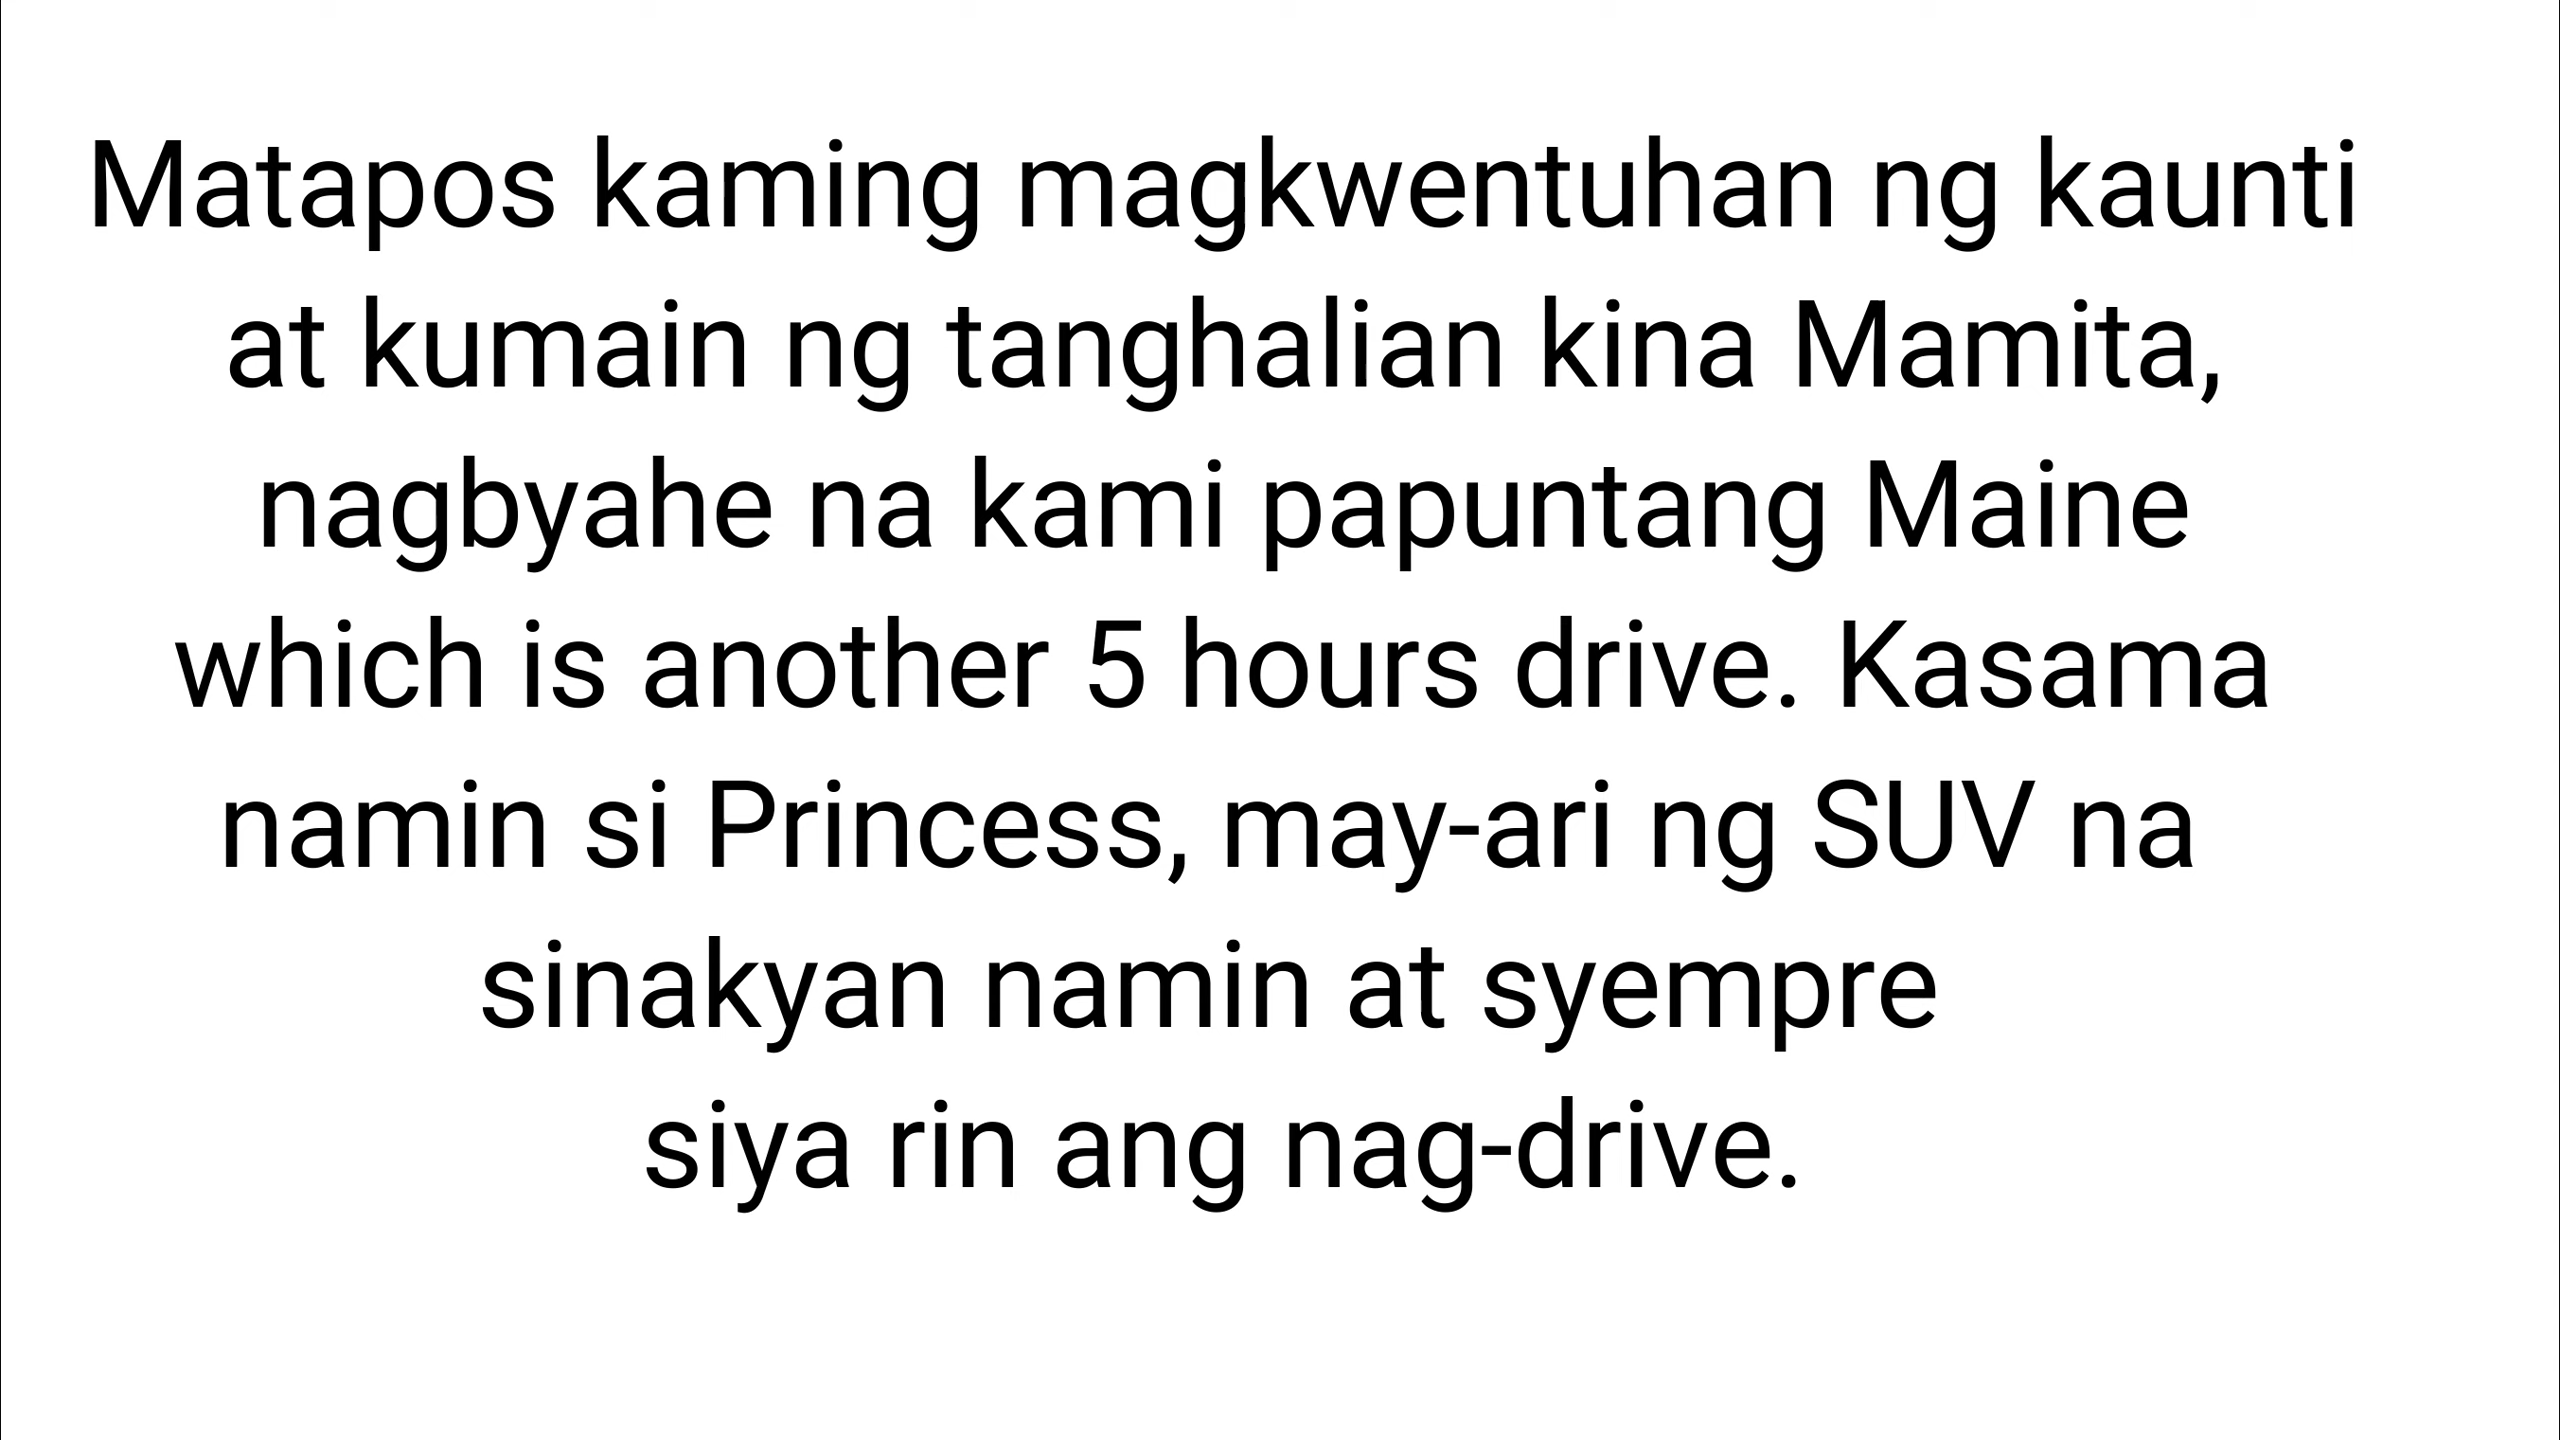 Matapos kaming magkwentuhan ng kaunti
at kumain ng tanghalian kina Mamita,
nagbyahe na kami papuntang Maine
which is another 5 hours drive. Kasama
namin si Princess, may-ari ng SUV na
sinakyan namin at syempre
siya rin ang nag-drive.